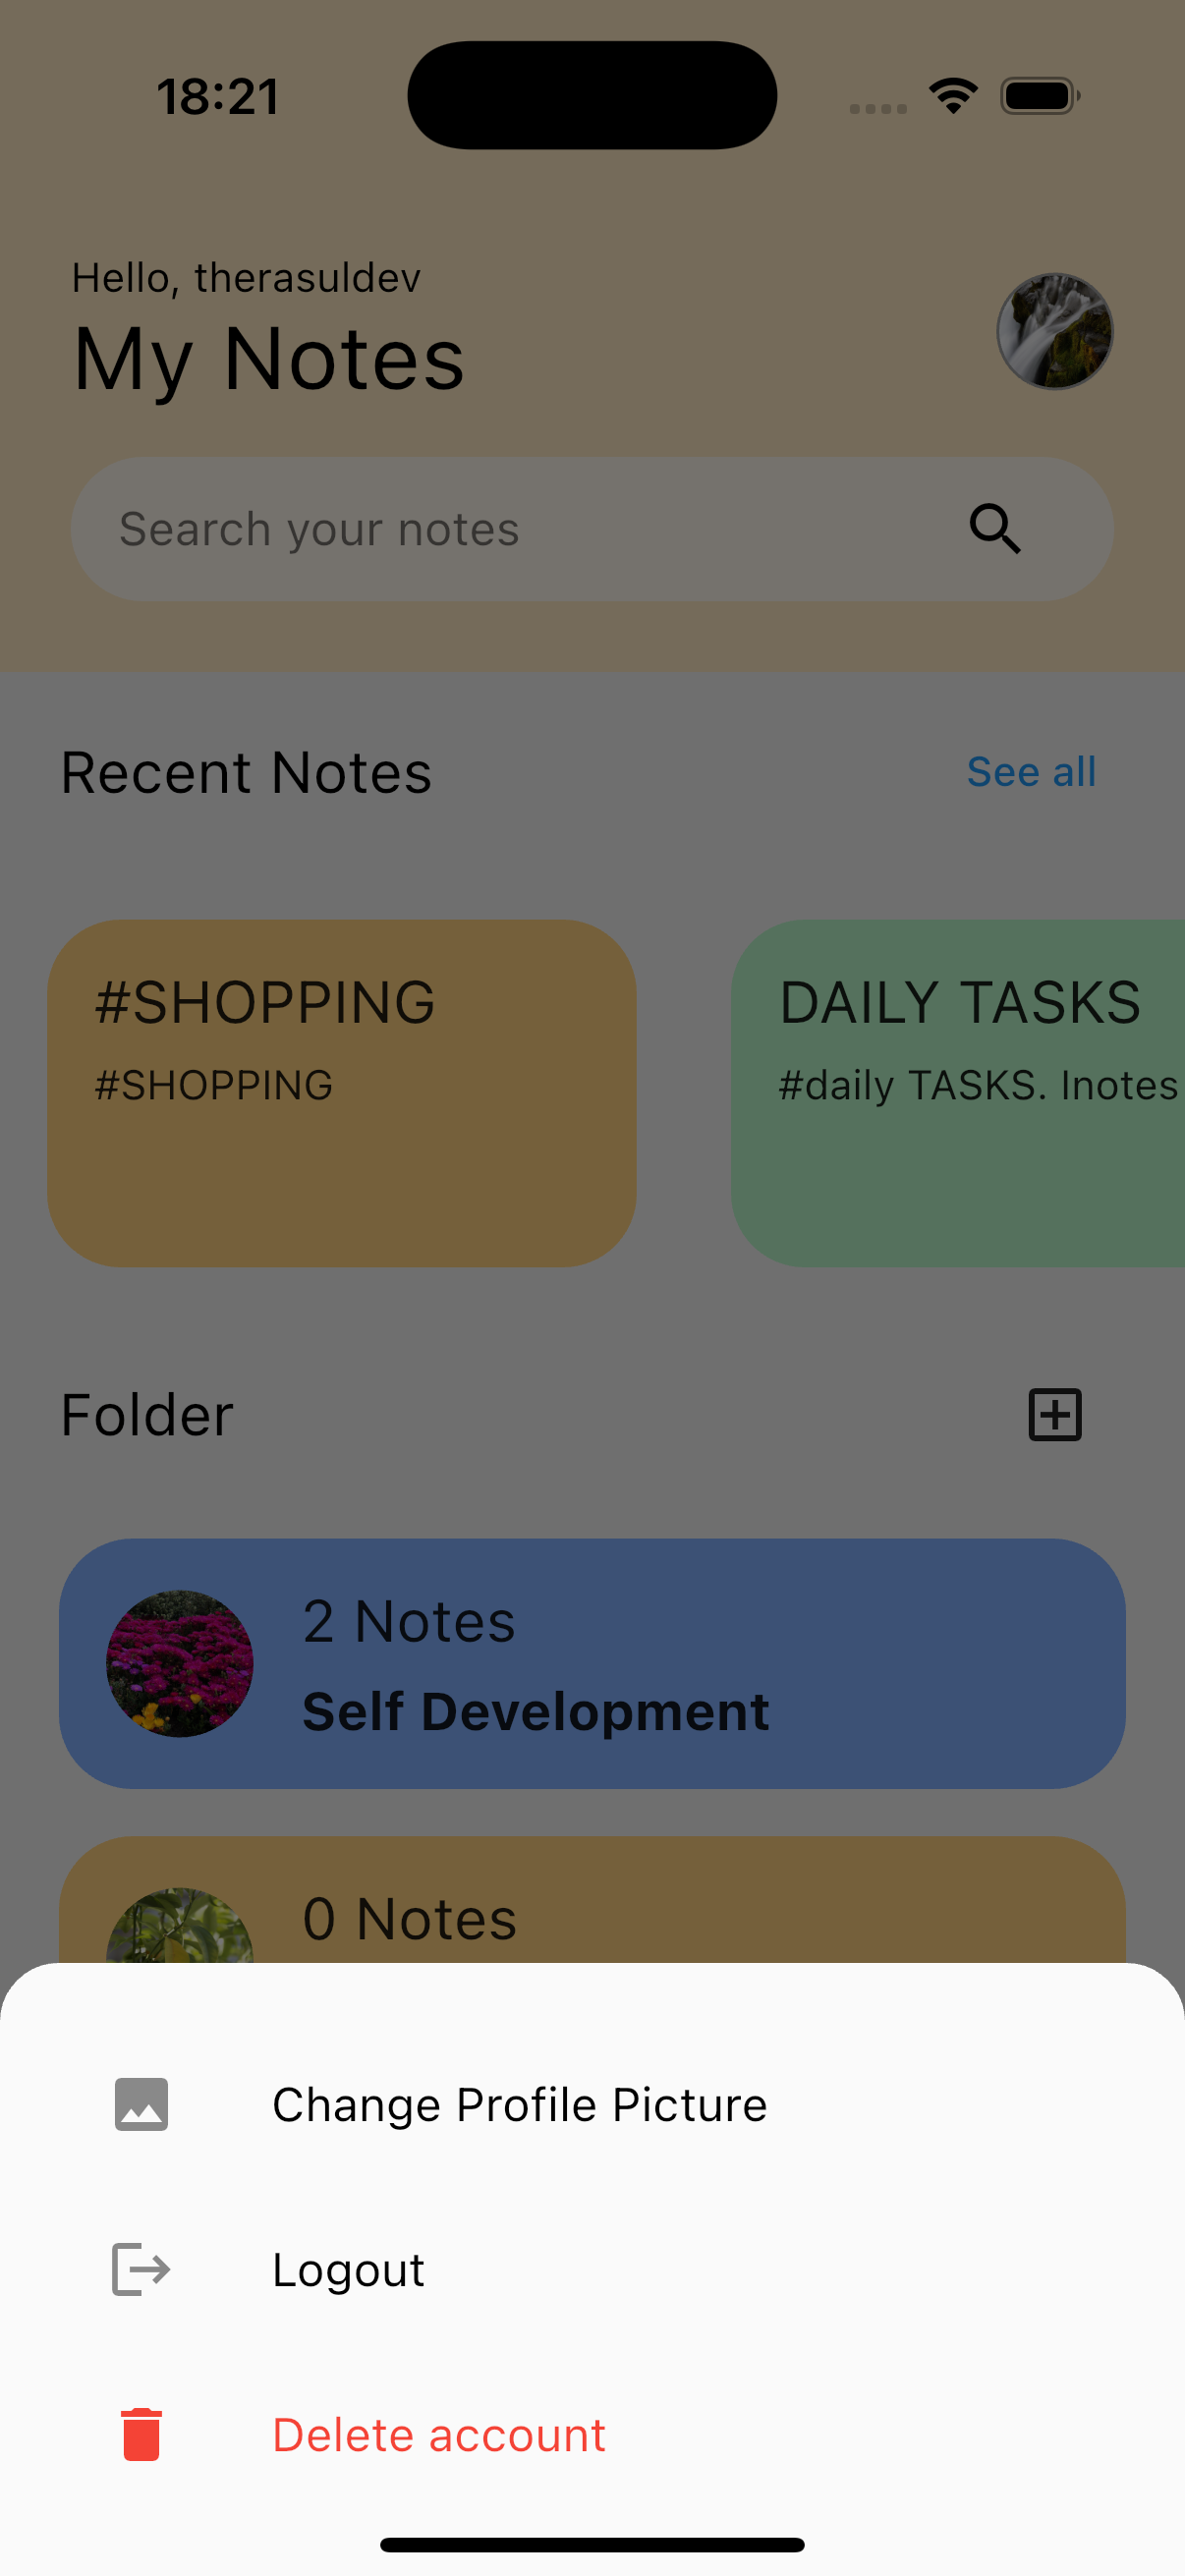 18:21
Hello, therasuldev
My Notes
Search your notes
Recent Notes
See all
#SHOPPING
#SHOPPING
DAILY TASKS
#daily TASKS. Inotes
Folder
2 Notes
Self Development
0 Notes
Change Profile Picture
Logout
Delete account